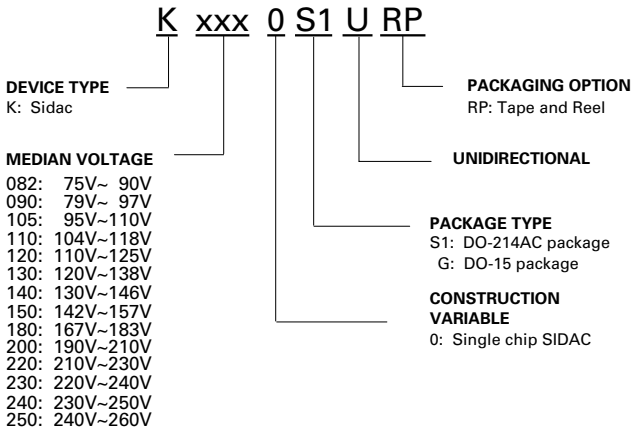 K xxx 0 S1 U RP
DEVICE TYPE
K: Sidac
MEDIAN VOLTAGE
082: 75V~ 90V
090: 79V~ 97V
105: 95V~110V
110: 104V~118V
120: 110V~125V
130: 120V~138V
140: 130V~146V
150: 142V~157V
180: 167V~183V
200: 190V~210V
220: 210V~230V
230: 220V~240V
240: 230V~250V
250: 240V~260V
PACKAGING OPTION
RP: Tape and Reel
UNIDIRECTIONAL
PACKAGE TYPE
S1: DO-214AC package
G: DO-15 package
CONSTRUCTION
VARIABLE
0: Single chip SIDAC